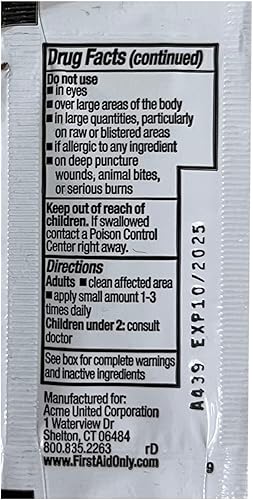 Drug Facts (continued)
Do not use
■ in eyes
■ over large areas of the body
■ in large quantities, particularly
on raw or blistered areas
■ if allergic to any ingredient
■ on deep puncture
wounds, animal bites,
or serious burns
Keep out of reach of
children. If swallowed
contact a Poison Control
Center right away.
Directions
Adults ■ clean affected area
■ apply small amount 1-3
times daily
Children under 2: consult
doctor
See box for complete warnings
and inactive Ingredients
Manufactured for:
Acme United Corporation
1 Waterview Dr
Shelton, CT 06484
800.835.2263 rD
www.FirstAidOnly.com
A439 EXP10/2025
9